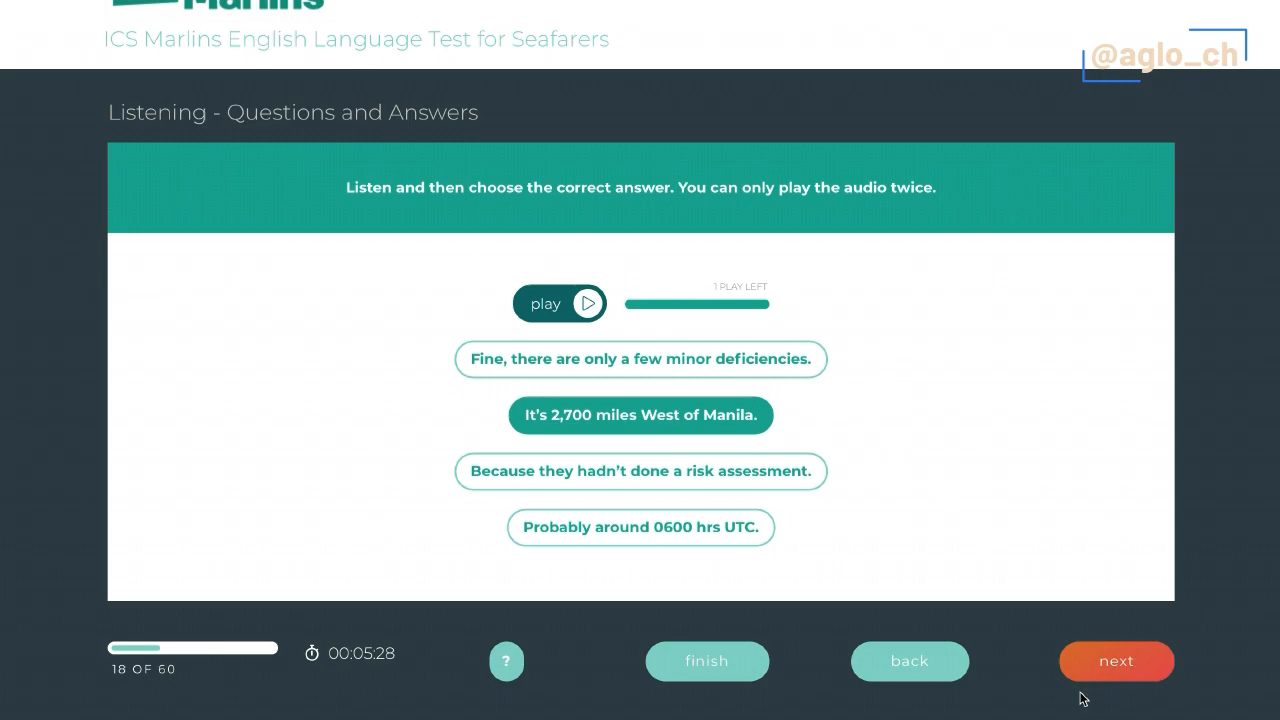 Marlins
ICS Marlins English Language Test for Seafarers
@aglo_ch
Listening - Questions and Answers
Listen and then choose the correct answer. You can only play the audio twice.
1 PLAY LEFT
play
Fine, there are only a few minor deficiencies.
It’s 2,700 miles West of Manila.
Because they hadn’t done a risk assessment.
Probably around 0600 hrs UTC.
18 OF 60
00:05:28
?
finish
back
next